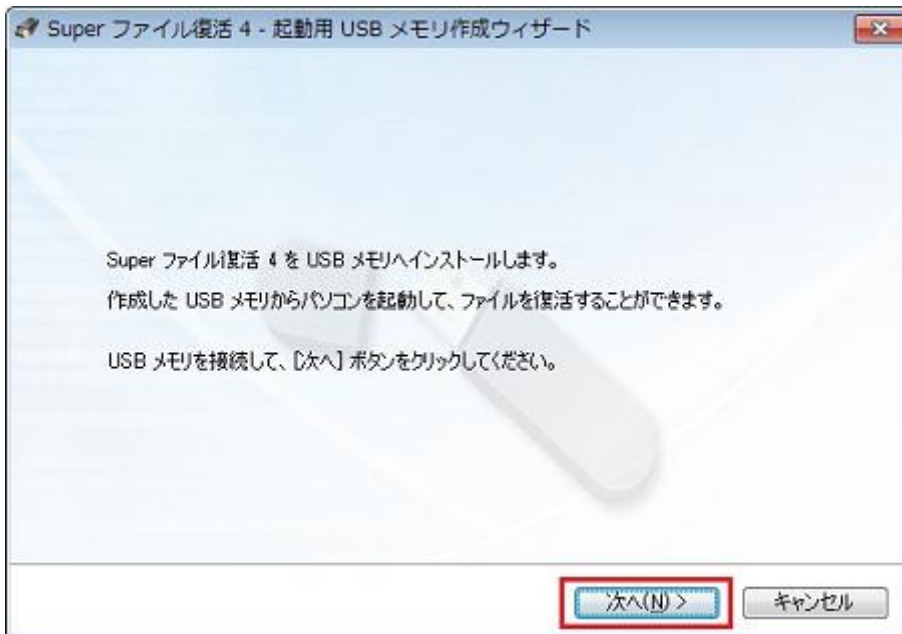 Super ファイル復活 4 - 起動用 USB メモリ作成ウィザード
Super ファイル復活 4 を USB メモリへインストールします。
作成した USB メモリからパソコンを起動して、ファイルを復活することができます。
USB メモリを接続して、[次へ] ボタンをクリックしてください。
次へ(N) >
キャンセル